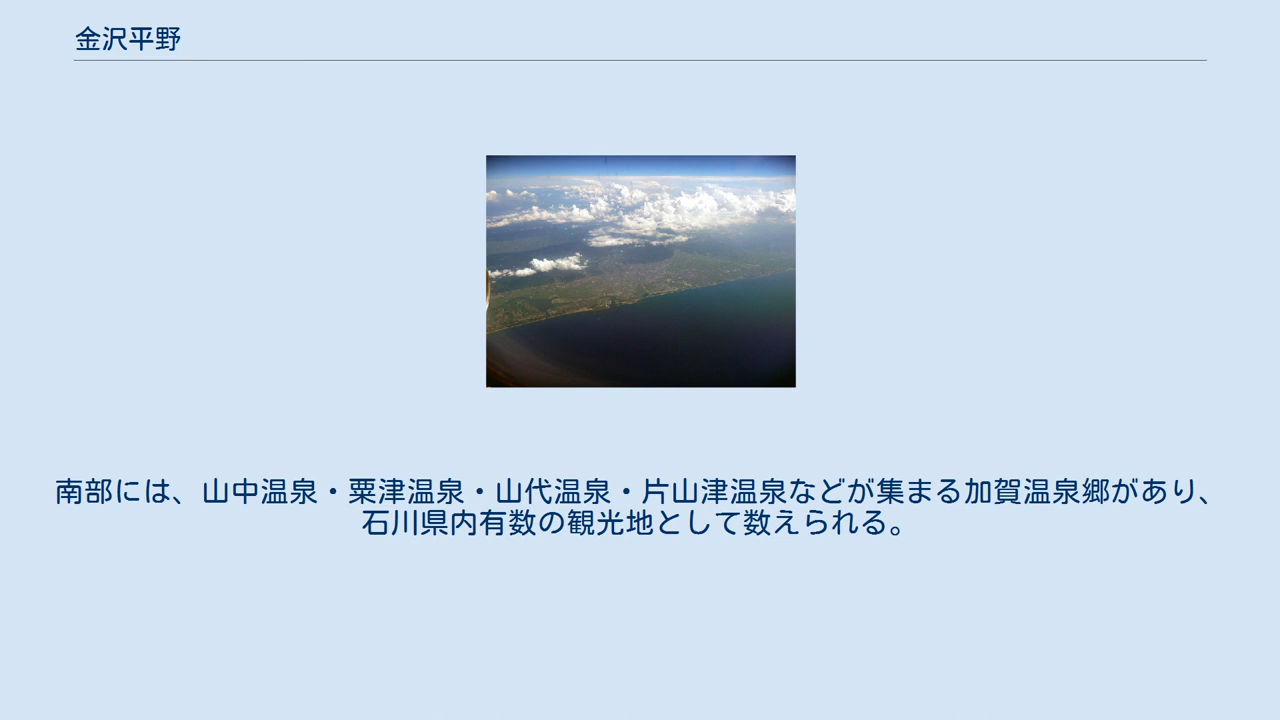 金沢平野
南部には、山中温泉・粟津温泉・山代温泉・片山津温泉などが集まる加賀温泉郷があり、
石川県内有数の観光地として数えられる。